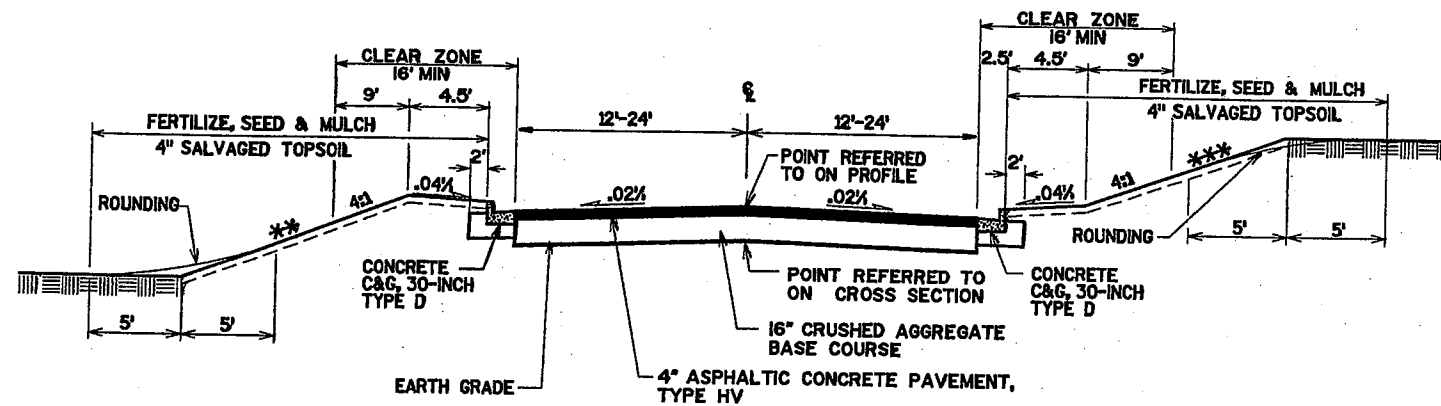 CLEAR ZONE
16' MIN
9'
4.5'
FERTILIZE, SEED & MULCH
4" SALVAGED TOPSOIL
2'
ROUNDING
4:1
**
.04'/'
12'-24'
℄
12'-24'
.02'/'
.02'/'
POINT REFERRED
TO ON PROFILE
CLEAR ZONE
16' MIN
2.5'
4.5'
9'
FERTILIZE, SEED & MULCH
4" SALVAGED TOPSOIL
2'
.04'/'
4:1
***
ROUNDING
5'
5'
CONCRETE
C&G, 30-INCH
TYPE D
POINT REFERRED TO
ON CROSS SECTION
CONCRETE
C&G, 30-INCH
TYPE D
5'
5'
16" CRUSHED AGGREGATE
BASE COURSE
EARTH GRADE
4" ASPHALTIC CONCRETE PAVEMENT,
TYPE HV